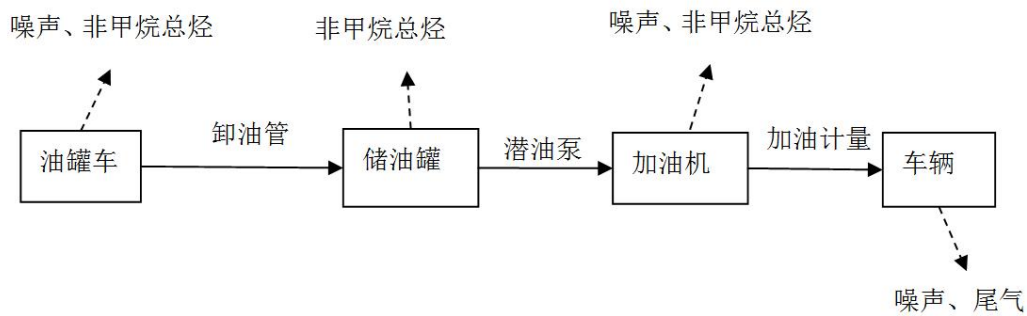 噪声、非甲烷总烃
非甲烷总烃
噪声、非甲烷总烃
油罐车
卸油管
储油罐
潜油泵
加油机
加油计量
车辆
噪声、尾气